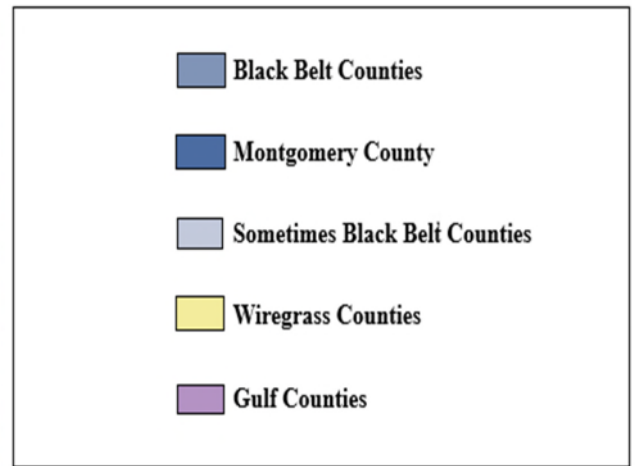 Black Belt Counties
Montgomery County
Sometimes Black Belt Counties
Wiregrass Counties
Gulf Counties